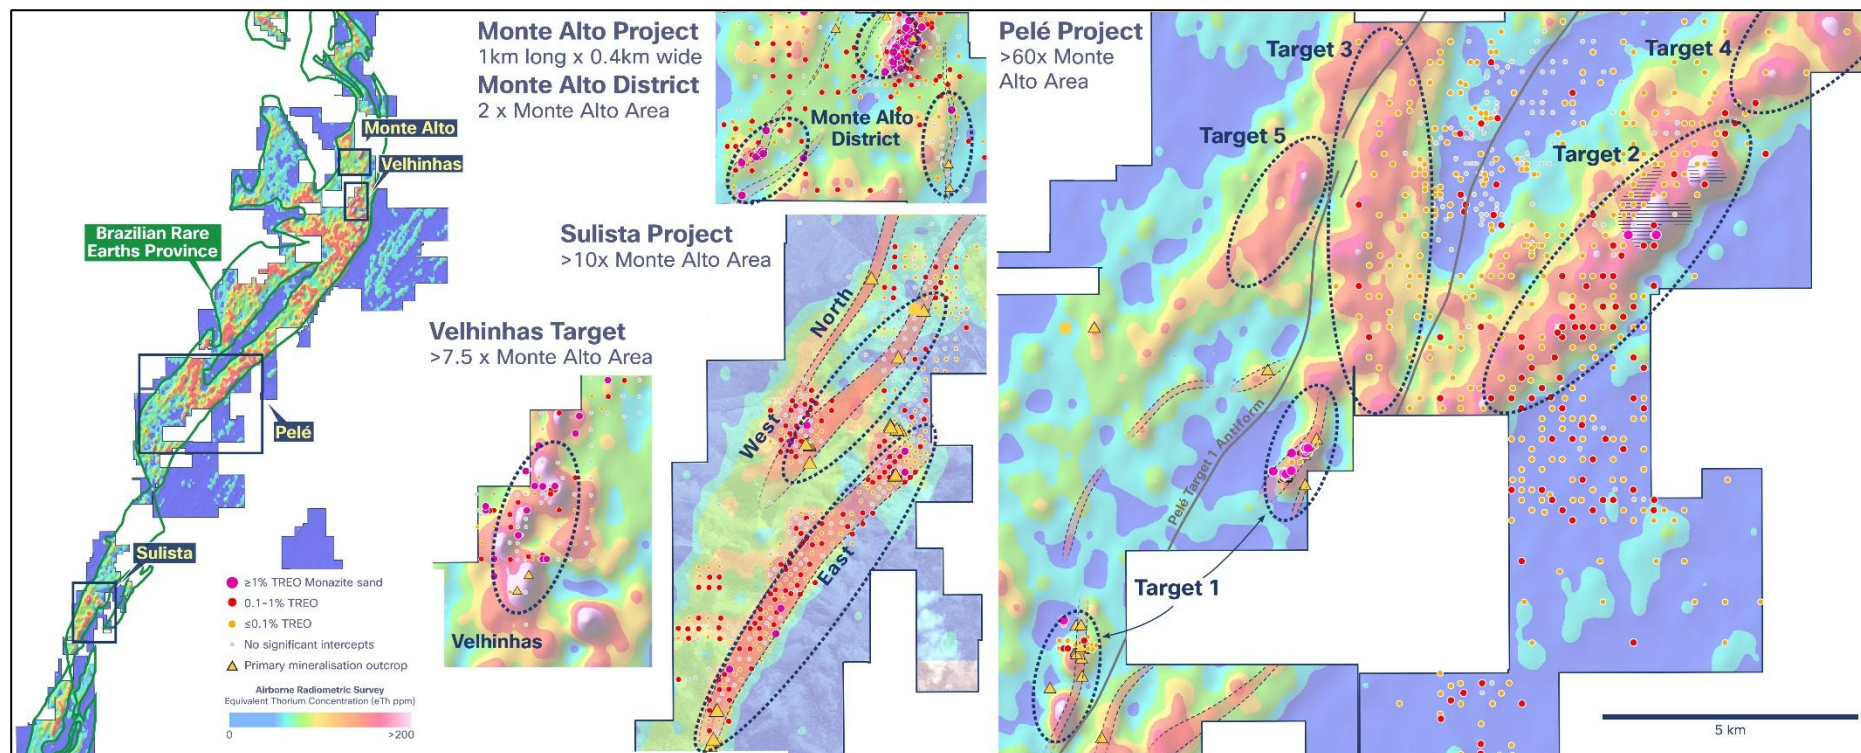 Monte Alto
Velhinhas
Brazilian Rare
Earths Province
Pelé
Sulista
≥1% TREO Monazite sand
0.1-1% TREO
≤0.1% TREO
No significant intercepts
Primary mineralisation outcrop
Airborne Radiometric Survey
Equivalent Thorium Concentration (eTh ppm)
0
>200
Monte Alto Project
1km long x 0.4km wide
Monte Alto District
2 x Monte Alto Area
Monte Alto
District
Velhinhas Target
>7.5 x Monte Alto Area
Velhinhas
Sulista Project
>10x Monte Alto Area
North
West
East
Pelé Project
>60x Monte
Alto Area
Target 3
Target 4
Target 5
Target 2
Pelé Target 1 Antiform
Target 1
5 km